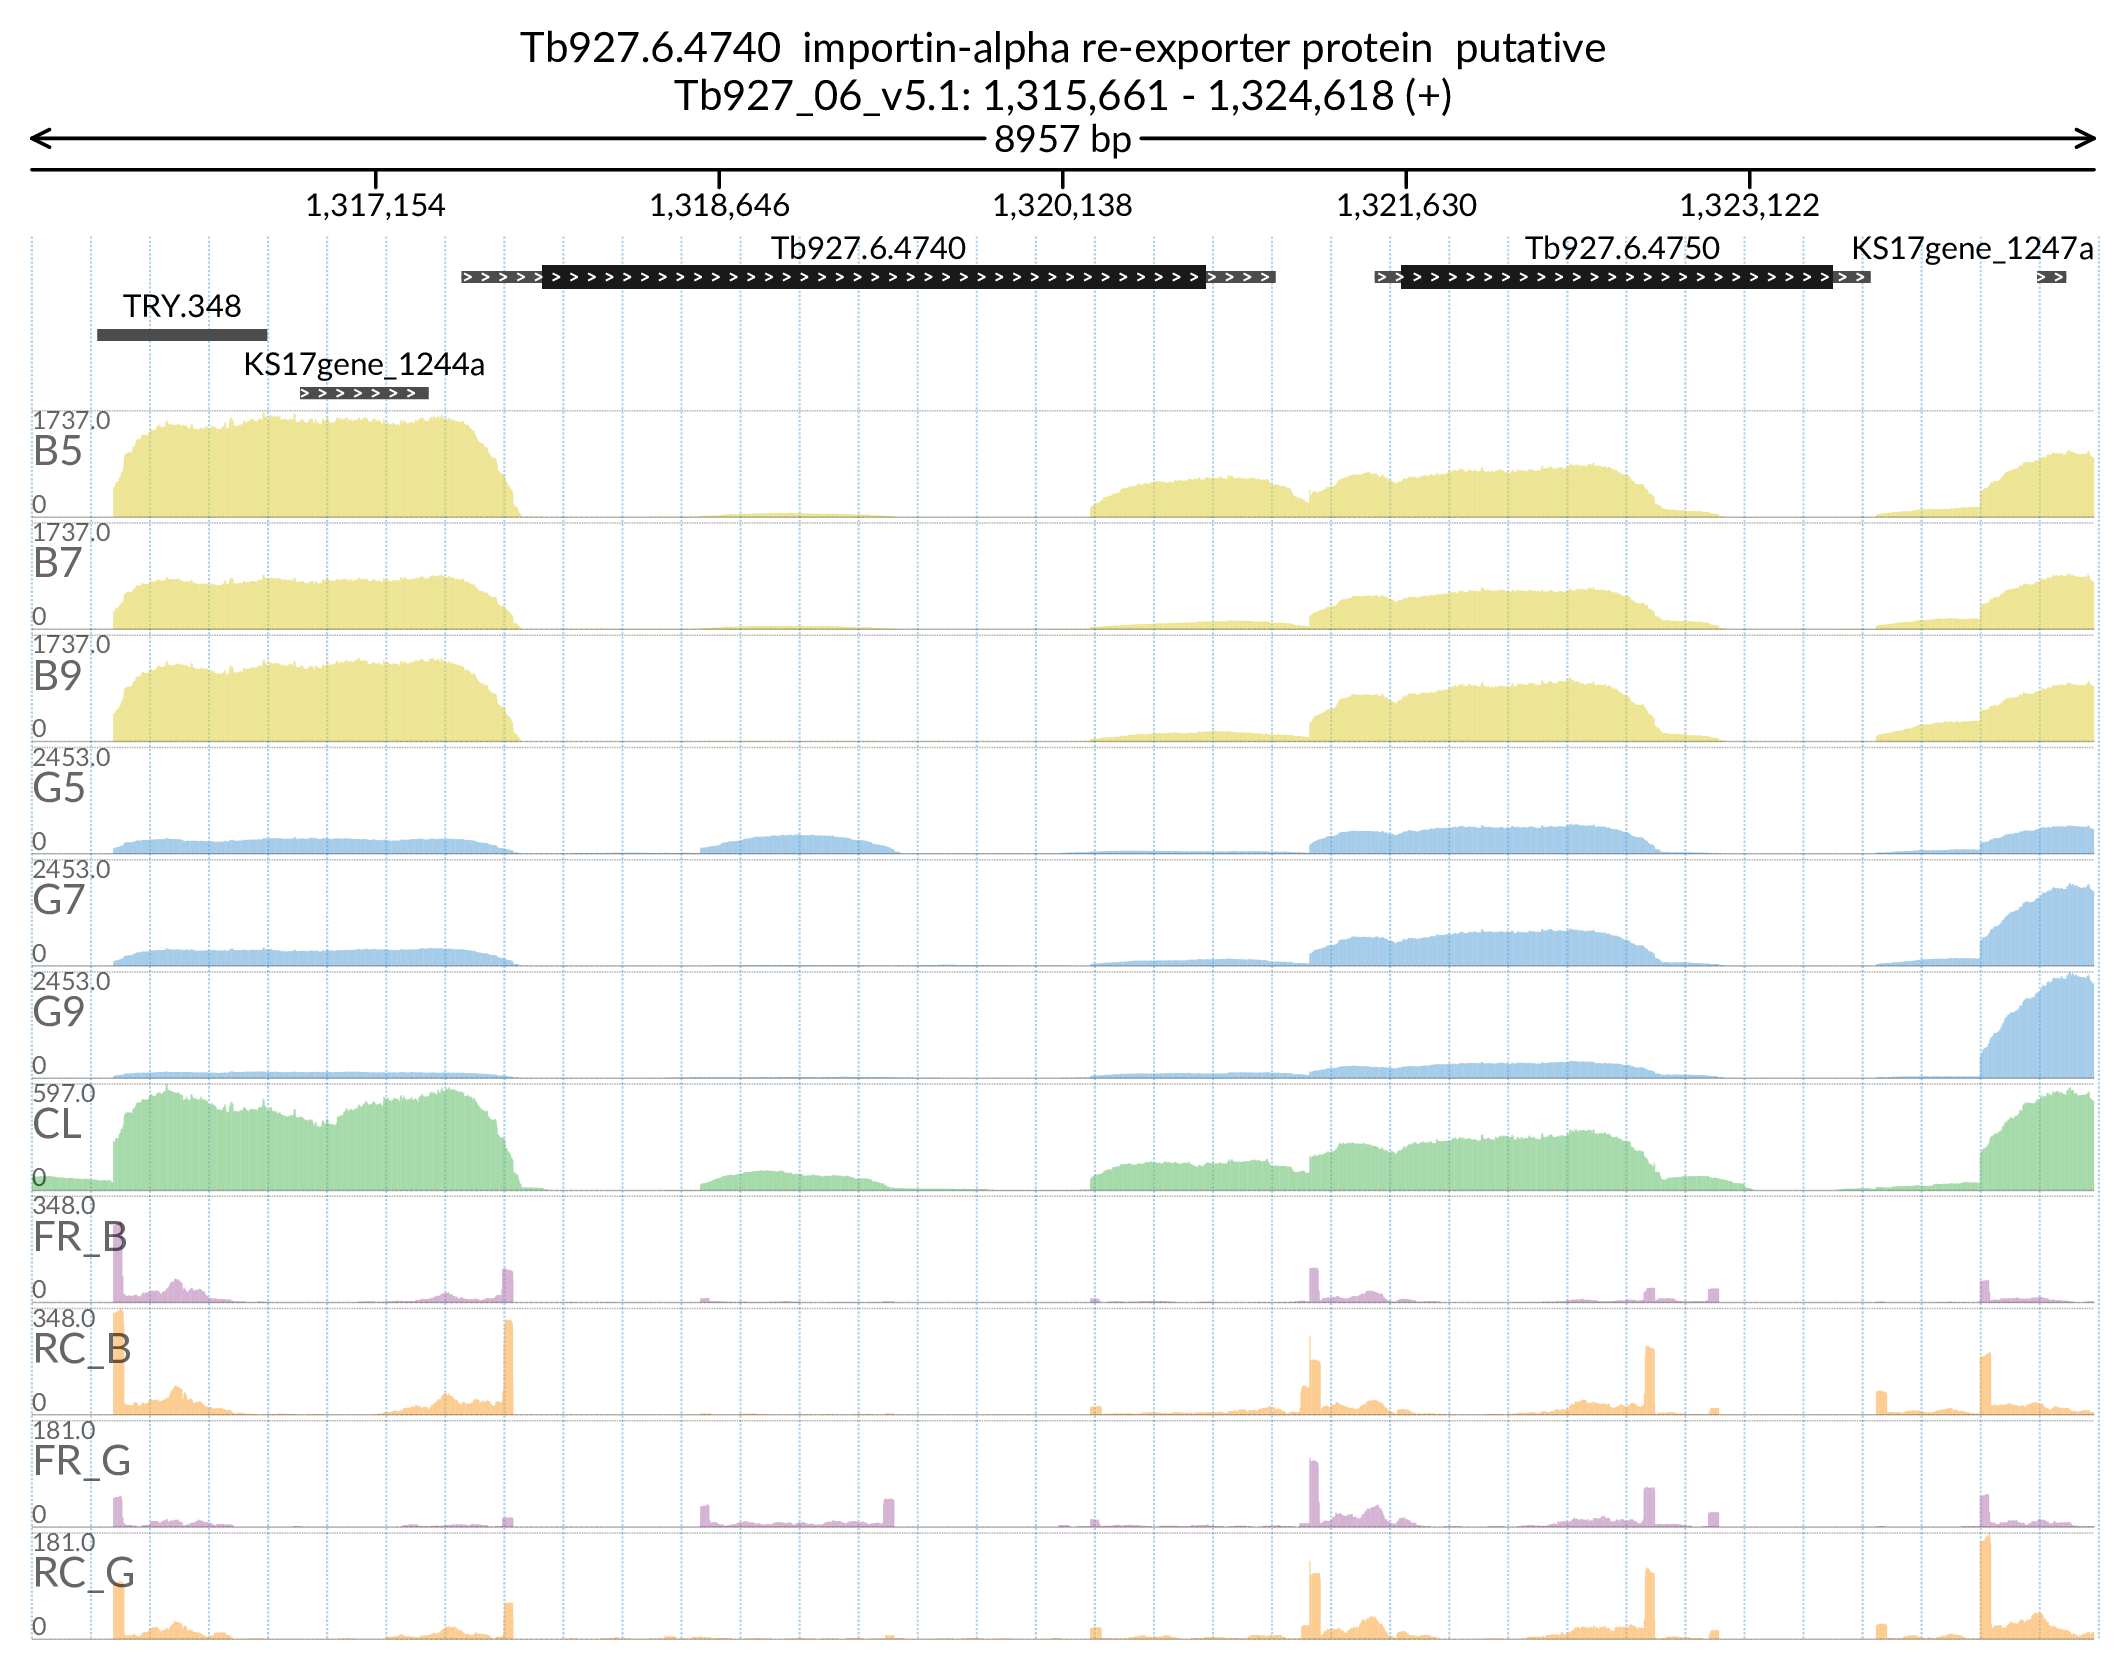 Tb927.6.4740  importin-alpha re-exporter protein  putative
Tb927_06_v5.1: 1,315,661 - 1,324,618 (+)
8957 bp
1,317,154 1,318,646 1,320,138 1,321,630 1,323,122
Tb927.6.4740 Tb927.6.4750 KS17gene_1247a
TRY.348
KS17gene_1244a
1737.0
B5
0
1737.0
B7
0
1737.0
B9
0
2453.0
G5
0
2453.0
G7
0
2453.0
G9
0
597.0
CL
0
348.0
FR_B
0
348.0
RC_B
0
181.0
FR_G
0
181.0
RC_G
0